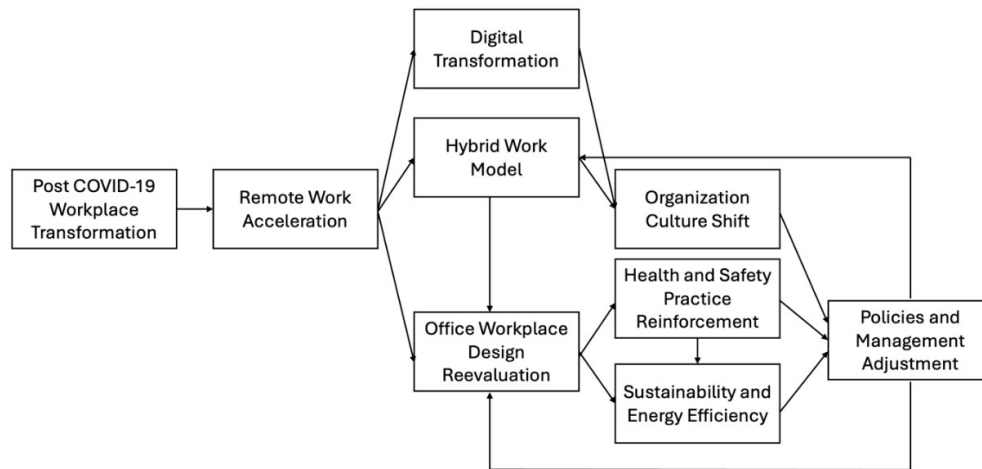 Digital
Transformation
Hybrid Work
Model
Post COVID-19
Workplace
Transformation
Remote Work
Acceleration
Organization
Culture Shift
Health and Safety
Practice
Reinforcement
Office Workplace
Design
Reevaluation
Policies and
Management
Adjustment
Sustainability and
Energy Efficiency